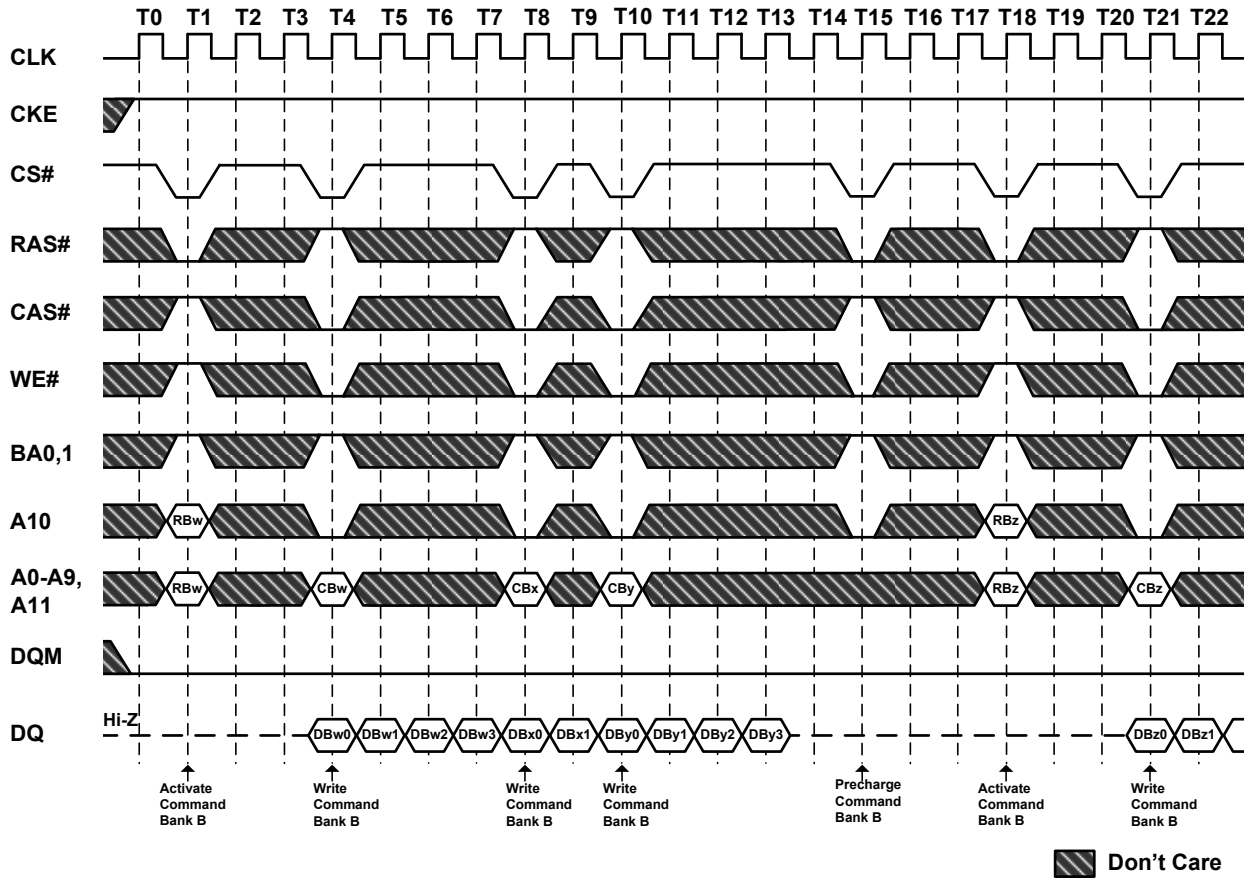 T0 T1 T2 T3 T4 T5 T6 T7 T8 T9 T10 T11 T12 T13 T14 T15 T16 T17 T18 T19 T20 T21 T22
CLK
CKE
CS#
RAS#
CAS#
WE#
BA0,1
A10
RBw RBz
A0-A9,
A11
RBw CBw CBx CBy RBz CBz
DQM
Hi-Z
DQ
DBw0 DBw1 DBw2 DBw3 DBx0 DBx1 DBy0 DBy1 DBy2 DBy3 DBz0 DBz1
Activate
Command
Bank B
Write
Command
Bank B
Write
Command
Bank B
Write
Command
Bank B
Precharge
Command
Bank B
Activate
Command
Bank B
Write
Command
Bank B
Don't Care